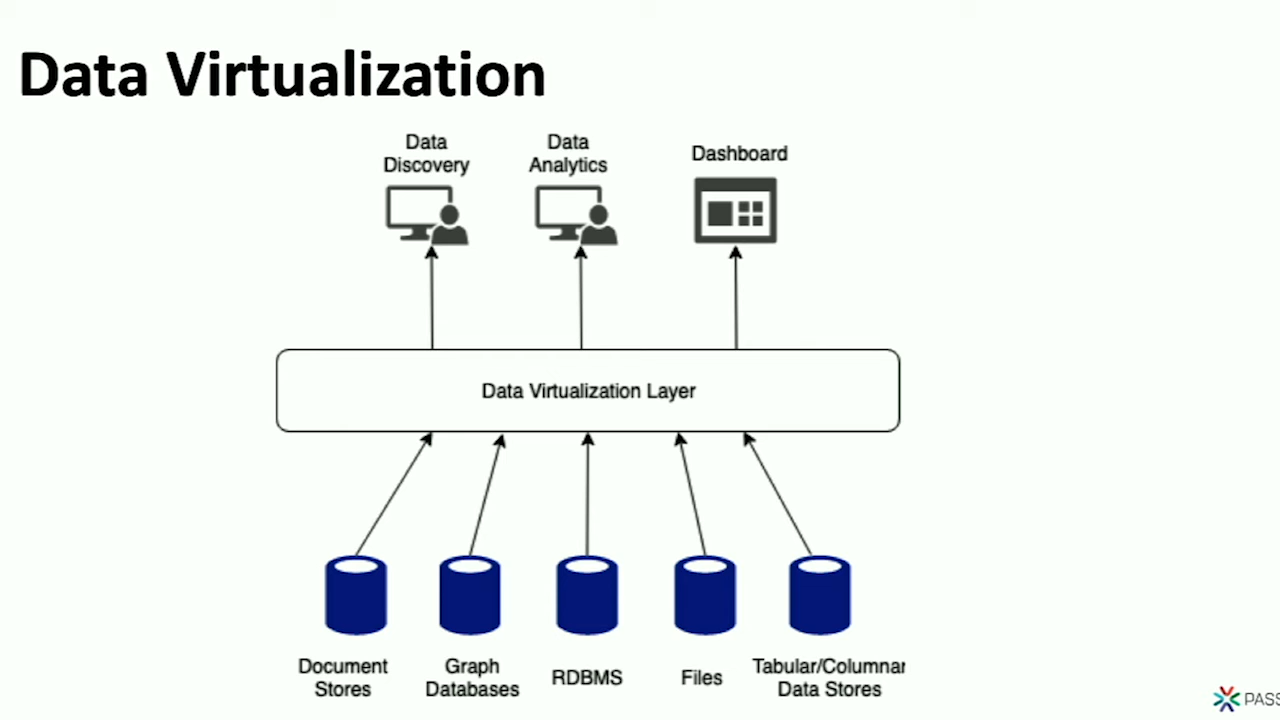 Data Virtualization
Data
Discovery
Data
Analytics
Dashboard
Data Virtualization Layer
Document
Stores
Graph
Databases
RDBMS
Files
Tabular/Columnar
Data Stores
PASS